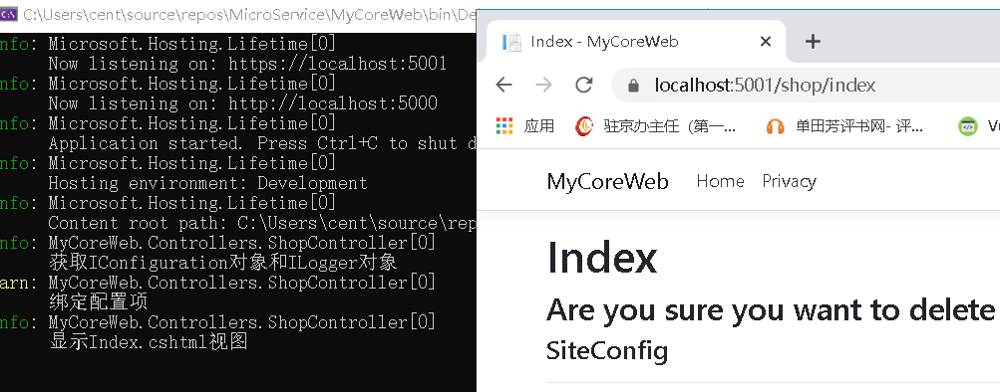 C:\Users\cent\source\repos\MicroService\MyCoreWeb\bin\De
nfo: Microsoft.Hosting.Lifetime[0]
Now listening on: https://localhost:5001
nfo: Microsoft.Hosting.Lifetime[0]
Now listening on: http://localhost:5000
nfo: Microsoft.Hosting.Lifetime[0]
Application started. Press Ctrl+C to shut d
nfo: Microsoft.Hosting.Lifetime[0]
Hosting environment: Development
nfo: Microsoft.Hosting.Lifetime[0]
Content root path: C:\Users\cent\source\rep
nfo: MyCoreWeb.Controllers.ShopController[0]
获取IConfiguration对象和ILogger对象
arn: MyCoreWeb.Controllers.ShopController[0]
绑定配置项
nfo: MyCoreWeb.Controllers.ShopController[0]
显示Index.cshtml视图
Index - MyCoreWeb
localhost:5001/shop/index
应用 驻京办主任（第一... 单田芳评书网- 评...
MyCoreWeb Home Privacy
Index
Are you sure you want to delete
SiteConfig